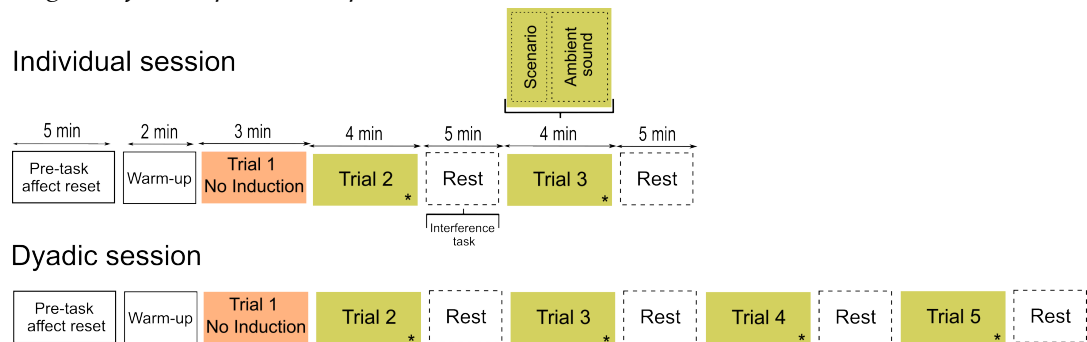 Individual session
Scenario
Ambient
sound
5 min
2 min
3 min
4 min
5 min
4 min
5 min
Pre-task
affect reset
Warm-up
Trial 1
No Induction
Trial 2
*
Rest
Trial 3
*
Rest
Interference
task
Dyadic session
Pre-task
affect reset
Warm-up
Trial 1
No Induction
Trial 2
*
Rest
Trial 3
*
Rest
Trial 4
*
Rest
Trial 5
*
Rest